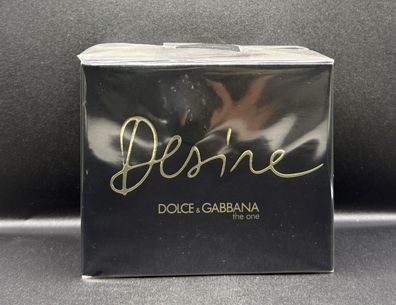 Desire
DOLCE & GABBANA
the one